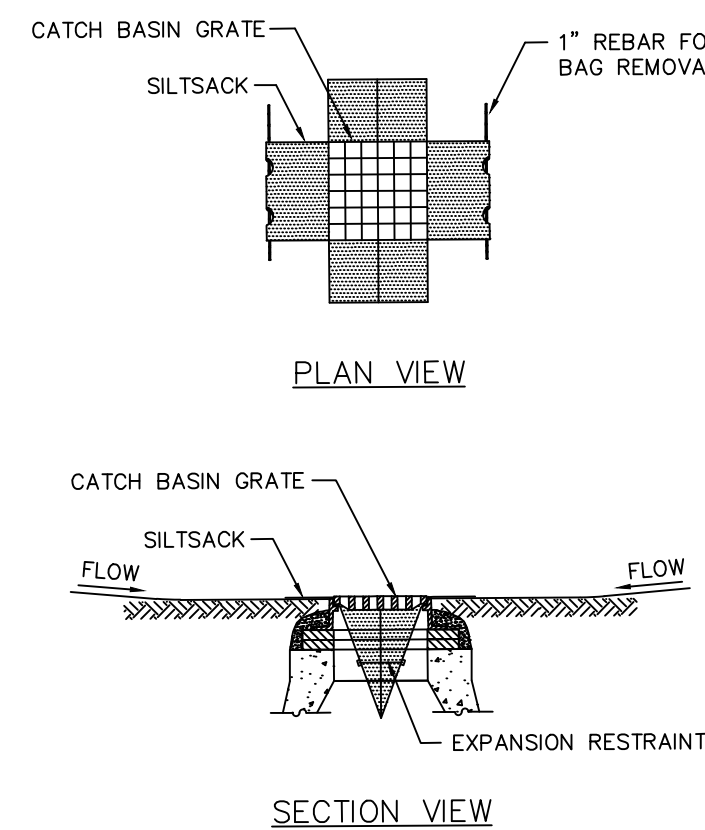 CATCH BASIN GRATE
1" REBAR FO
BAG REMOVA
SILTSACK
PLAN VIEW
CATCH BASIN GRATE
SILTSACK
FLOW
FLOW
EXPANSION RESTRAINT
SECTION VIEW